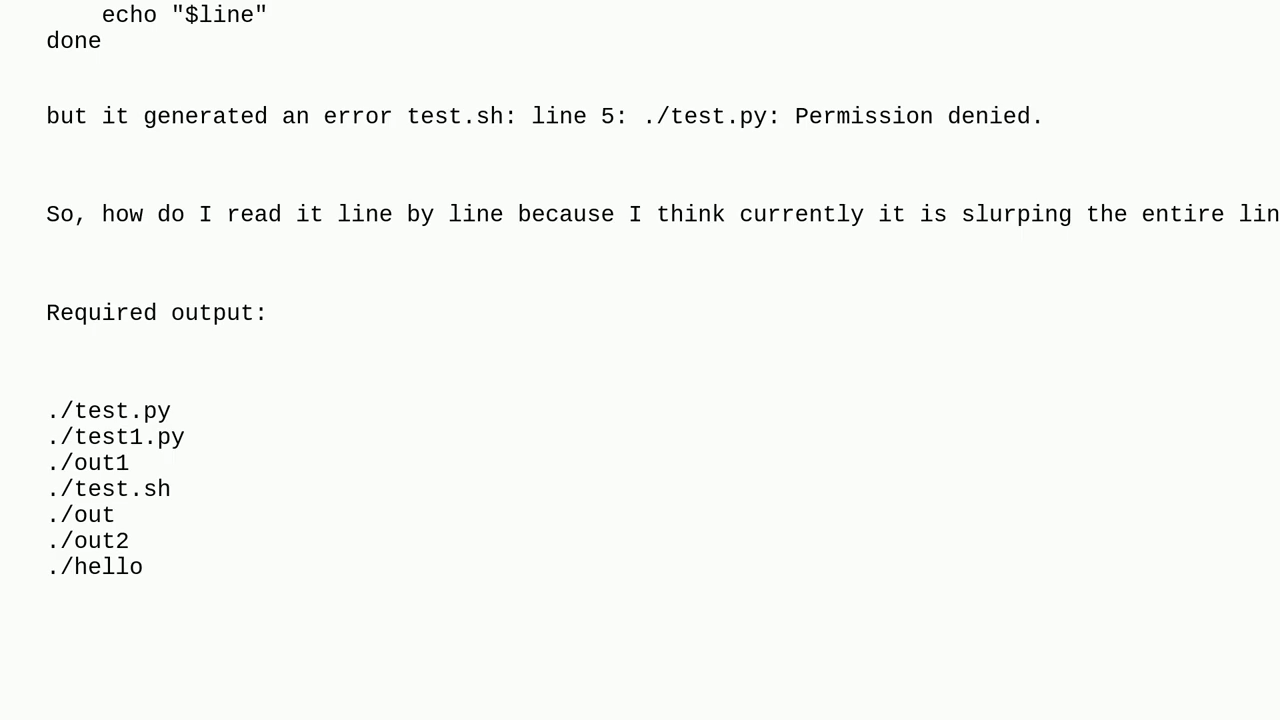 echo "$line"
done
but it generated an error test.sh: line 5: ./test.py: Permission denied.
So, how do I read it line by line because I think currently it is slurping the entire lin
Required output:
./test.py
./test1.py
./out1
./test.sh
./out
./out2
./hello